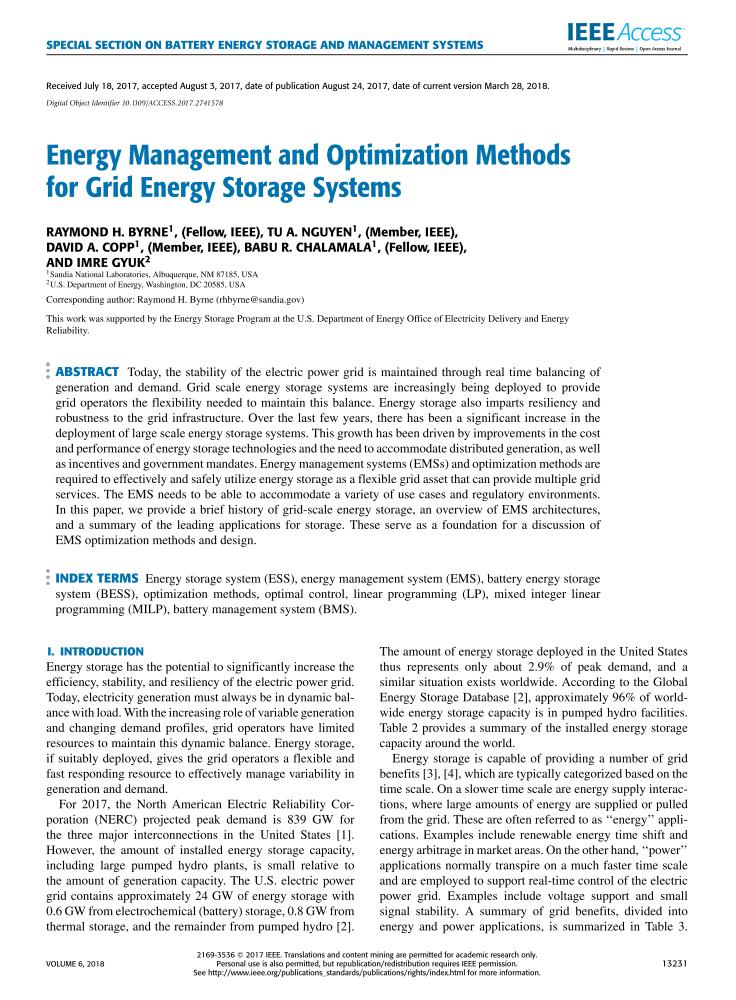 IEEE Access
Multidisciplinary | Rapid Review | Open Access Journal
SPECIAL SECTION ON BATTERY ENERGY STORAGE AND MANAGEMENT SYSTEMS
Received July 18, 2017, accepted August 3, 2017, date of publication August 24, 2017, date of current version March 28, 2018.
Digital Object Identifier 10.1109/ACCESS.2017.2741578
Energy Management and Optimization Methods
for Grid Energy Storage Systems
RAYMOND H. BYRNE1, (Fellow, IEEE), TU A. NGUYEN1, (Member, IEEE),
DAVID A. COPP1, (Member, IEEE), BABU R. CHALAMALA1, (Fellow, IEEE),
AND IMRE GYUK2
1Sandia National Laboratories, Albuquerque, NM 87185, USA
2U.S. Department of Energy, Washington, DC 20585, USA
Corresponding author: Raymond H. Byrne (rhbyrne@sandia.gov)
This work was supported by the Energy Storage Program at the U.S. Department of Energy Office of Electricity Delivery and Energy
Reliability.
ABSTRACT Today, the stability of the electric power grid is maintained through real time balancing of
generation and demand. Grid scale energy storage systems are increasingly being deployed to provide
grid operators the flexibility needed to maintain this balance. Energy storage also imparts resiliency and
robustness to the grid infrastructure. Over the last few years, there has been a significant increase in the
deployment of large scale energy storage systems. This growth has been driven by improvements in the cost
and performance of energy storage technologies and the need to accommodate distributed generation, as well
as incentives and government mandates. Energy management systems (EMSs) and optimization methods are
required to effectively and safely utilize energy storage as a flexible grid asset that can provide multiple grid
services. The EMS needs to be able to accommodate a variety of use cases and regulatory environments.
In this paper, we provide a brief history of grid-scale energy storage, an overview of EMS architectures,
and a summary of the leading applications for storage. These serve as a foundation for a discussion of
EMS optimization methods and design.
INDEX TERMS Energy storage system (ESS), energy management system (EMS), battery energy storage
system (BESS), optimization methods, optimal control, linear programming (LP), mixed integer linear
programming (MILP), battery management system (BMS).
I. INTRODUCTION
Energy storage has the potential to significantly increase the
efficiency, stability, and resiliency of the electric power grid.
Today, electricity generation must always be in dynamic bal-
ance with load. With the increasing role of variable generation
and changing demand profiles, grid operators have limited
resources to maintain this dynamic balance. Energy storage,
if suitably deployed, gives the grid operators a flexible and
fast responding resource to effectively manage variability in
generation and demand.
For 2017, the North American Electric Reliability Cor-
poration (NERC) projected peak demand is 839 GW for
the three major interconnections in the United States [1].
However, the amount of installed energy storage capacity,
including large pumped hydro plants, is small relative to
the amount of generation capacity. The U.S. electric power
grid contains approximately 24 GW of energy storage with
0.6 GW from electrochemical (battery) storage, 0.8 GW from
thermal storage, and the remainder from pumped hydro [2].
The amount of energy storage deployed in the United States
thus represents only about 2.9% of peak demand, and a
similar situation exists worldwide. According to the Global
Energy Storage Database [2], approximately 96% of world-
wide energy storage capacity is in pumped hydro facilities.
Table 2 provides a summary of the installed energy storage
capacity around the world.
Energy storage is capable of providing a number of grid
benefits [3], [4], which are typically categorized based on the
time scale. On a slower time scale are energy supply interac-
tions, where large amounts of energy are supplied or pulled
from the grid. These are often referred to as ‘‘energy’’ appli-
cations. Examples include renewable energy time shift and
energy arbitrage in market areas. On the other hand, ‘‘power’’
applications normally transpire on a much faster time scale
and are employed to support real-time control of the electric
power grid. Examples include voltage support and small
signal stability. A summary of grid benefits, divided into
energy and power applications, is summarized in Table 3.
VOLUME 6, 2018
2169-3536 © 2017 IEEE. Translations and content mining are permitted for academic research only.
Personal use is also permitted, but republication/redistribution requires IEEE permission.
See http://www.ieee.org/publications_standards/publications/rights/index.html for more information.
13231